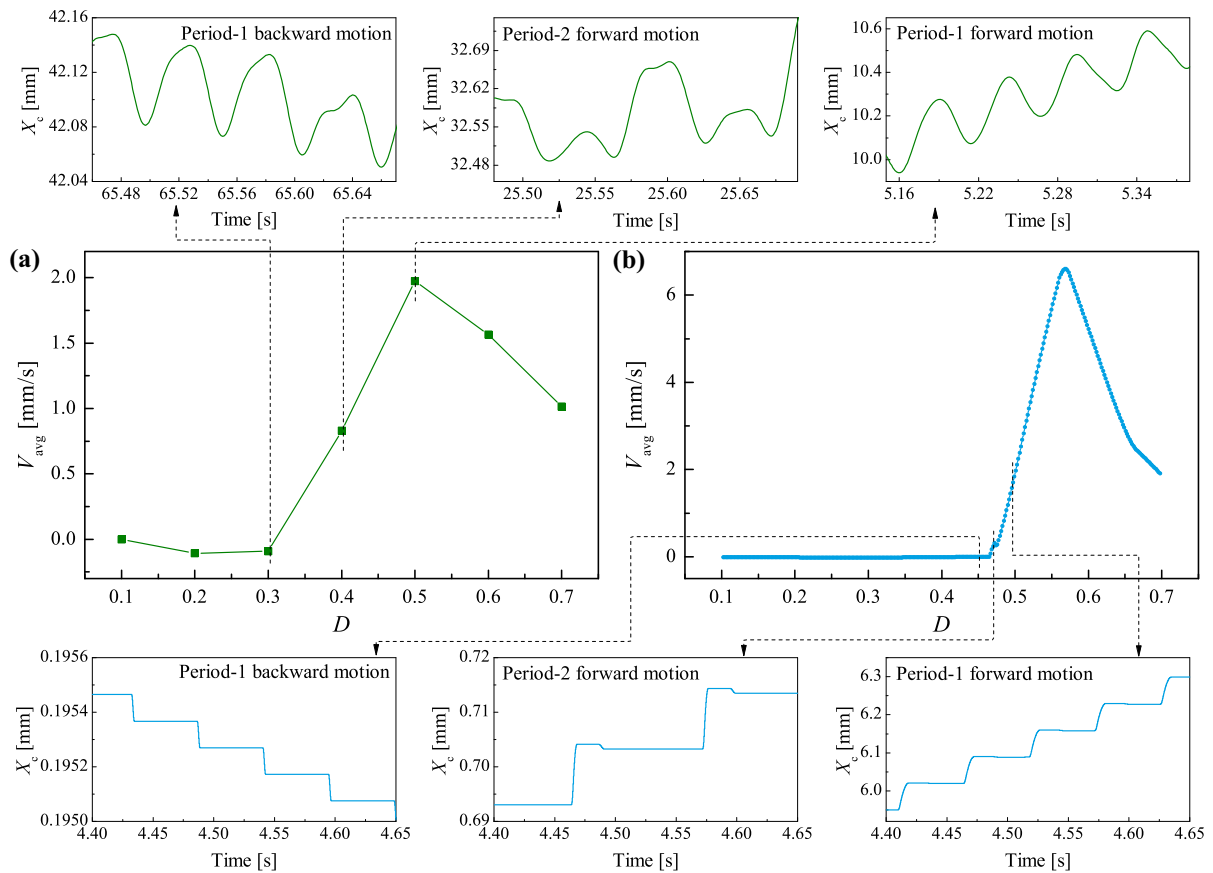 Period-1 backward motion
42.16
42.12
42.08
42.04
X_c [mm]
65.48 65.52 65.56 65.60 65.64
Time [s]
Period-2 forward motion
32.69
32.62
32.55
32.48
X_c [mm]
25.50 25.55 25.60 25.65
Time [s]
Period-1 forward motion
10.6
10.4
10.2
10.0
X_c [mm]
5.16 5.22 5.28 5.34
Time [s]
(a)
2.0
1.5
1.0
0.5
0.0
V_avg [mm/s]
0.1 0.2 0.3 0.4 0.5 0.6 0.7
D
(b)
6
4
2
0
V_avg [mm/s]
0.1 0.2 0.3 0.4 0.5 0.6 0.7
D
Period-1 backward motion
0.1956
0.1954
0.1952
0.1950
X_c [mm]
4.40 4.45 4.50 4.55 4.60 4.65
Time [s]
Period-2 forward motion
0.72
0.71
0.70
0.69
X_c [mm]
4.40 4.45 4.50 4.55 4.60 4.65
Time [s]
Period-1 forward motion
6.3
6.2
6.1
6.0
X_c [mm]
4.40 4.45 4.50 4.55 4.60 4.65
Time [s]